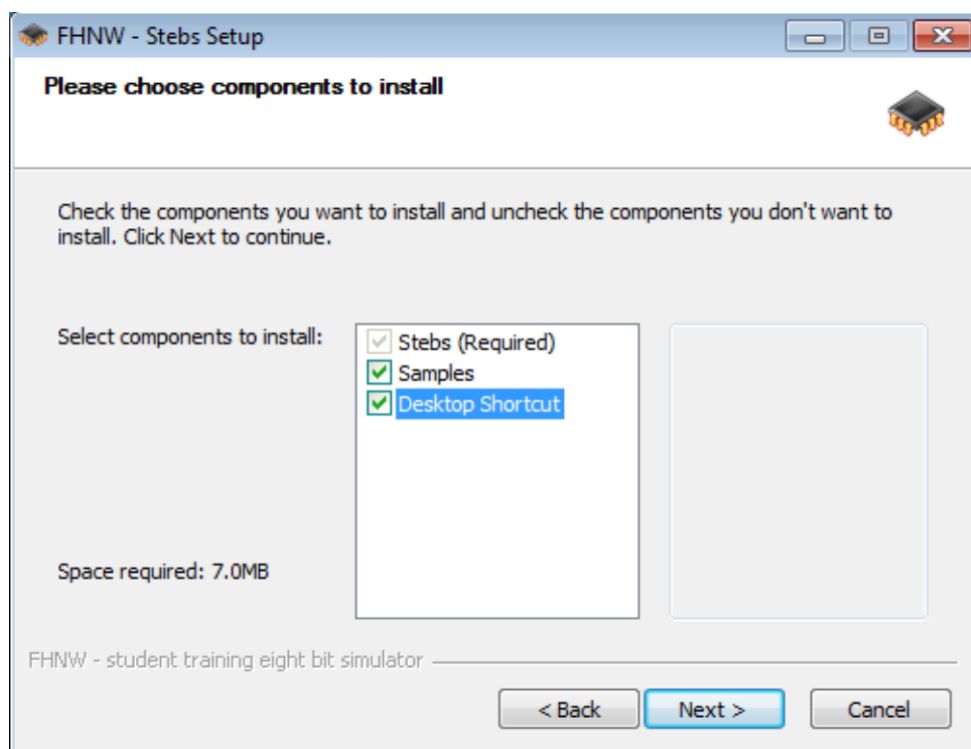 FHNW - Stebs Setup
Please choose components to install
Check the components you want to install and uncheck the components you don't want to
install. Click Next to continue.
Select components to install:
Stebs (Required)
Samples
Desktop Shortcut
Space required: 7.0MB
FHNW - student training eight bit simulator
< Back
Next >
Cancel